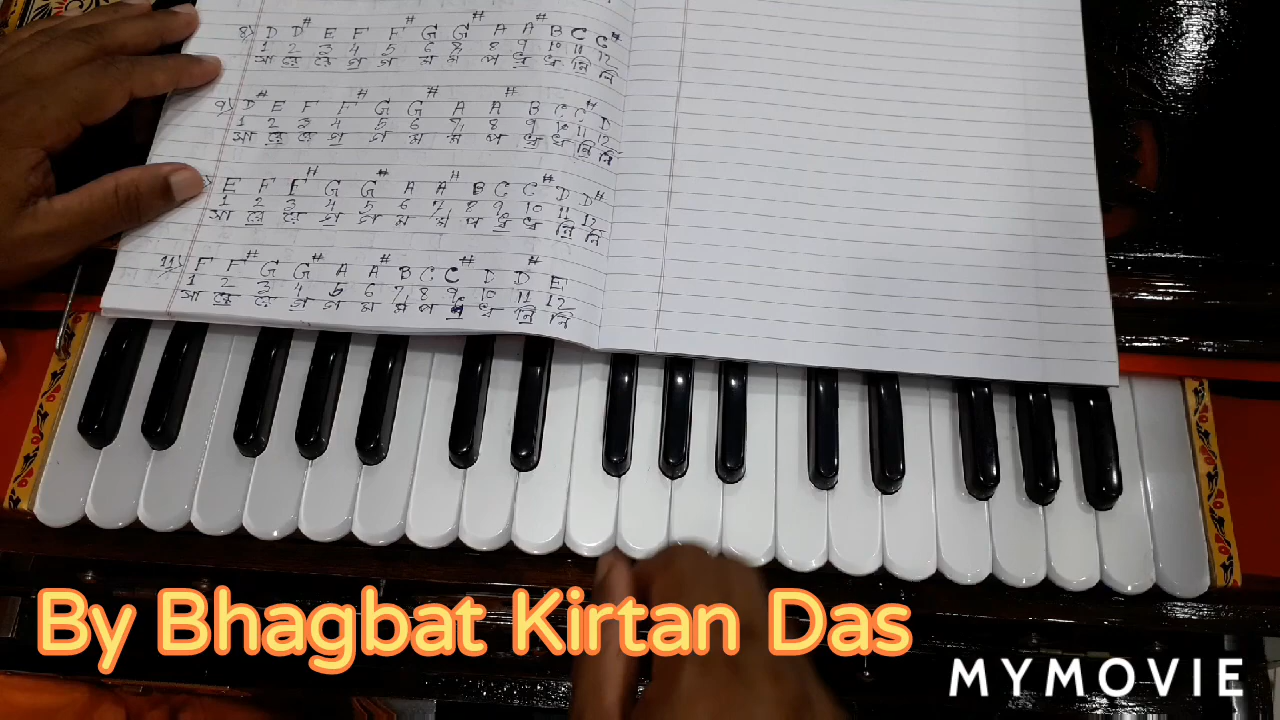 8) D D# E F F# G G# A A# B C C#
1 2 3 4 5 6 7 8 9 10 11 12
সা রে় রে গ় গ ম ম প ধ় ধ নি় নি
9) D# E F F# G G# A A# B C C# D
1 2 3 4 5 6 7 8 9 10 11 12
সা রে় রে গ় গ ম ম প ধ় ধ নি় নি
E F F# G G# A A# B C C# D D#
1 2 3 4 5 6 7 8 9 10 11 12
সা রে় রে গ় গ ম ম প ধ় ধ নি় নি
11) F F# G G# A A# B C C# D D# E
1 2 3 4 5 6 7 8 9 10 11 12
সা রে় রে গ় গ ম ম প ধ় ধ নি় নি
By Bhagbat Kirtan Das
MYMOVIE